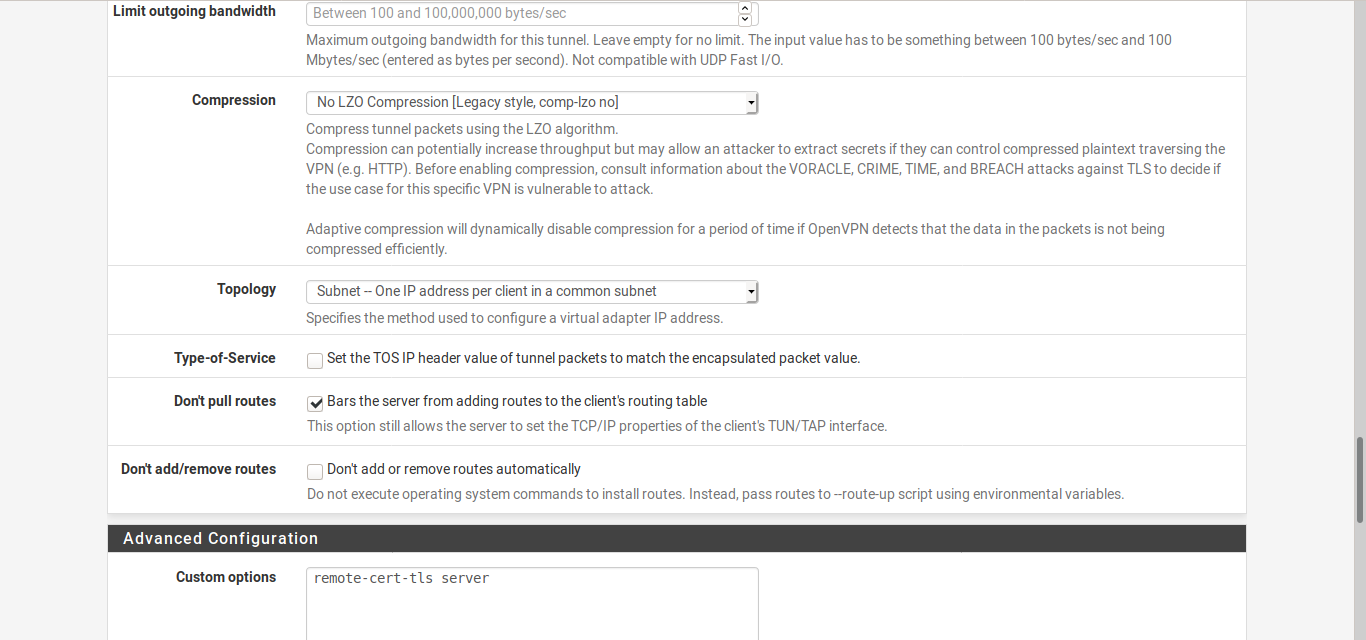 Limit outgoing bandwidth
Between 100 and 100,000,000 bytes/sec
Maximum outgoing bandwidth for this tunnel. Leave empty for no limit. The input value has to be something between 100 bytes/sec and 100
Mbytes/sec (entered as bytes per second). Not compatible with UDP Fast I/O.
Compression
No LZO Compression [Legacy style, comp-lzo no]
Compress tunnel packets using the LZO algorithm.
Compression can potentially increase throughput but may allow an attacker to extract secrets if they can control compressed plaintext traversing the
VPN (e.g. HTTP). Before enabling compression, consult information about the VORACLE, CRIME, TIME, and BREACH attacks against TLS to decide if
the use case for this specific VPN is vulnerable to attack.
Adaptive compression will dynamically disable compression for a period of time if OpenVPN detects that the data in the packets is not being
compressed efficiently.
Topology
Subnet -- One IP address per client in a common subnet
Specifies the method used to configure a virtual adapter IP address.
Type-of-Service
Set the TOS IP header value of tunnel packets to match the encapsulated packet value.
Don't pull routes
Bars the server from adding routes to the client's routing table
This option still allows the server to set the TCP/IP properties of the client's TUN/TAP interface.
Don't add/remove routes
Don't add or remove routes automatically
Do not execute operating system commands to install routes. Instead, pass routes to --route-up script using environmental variables.
Advanced Configuration
Custom options
remote-cert-tls server